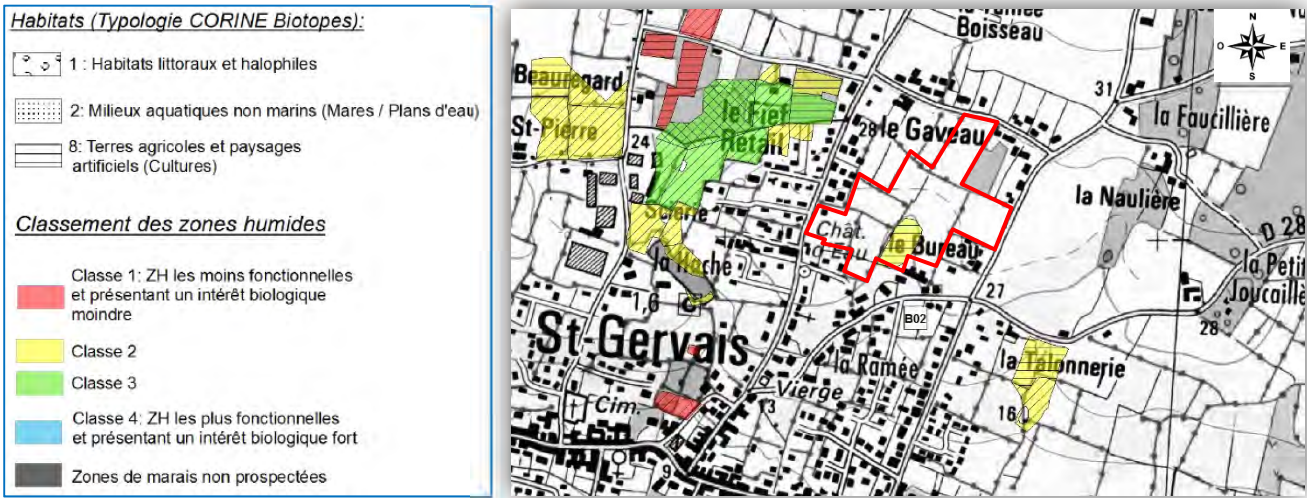 Habitats (Typologie CORINE Biotopes):
1 : Habitats littoraux et halophiles
2: Milieux aquatiques non marins (Mares / Plans d'eau)
8: Terres agricoles et paysages
artificiels (Cultures)
Classement des zones humides
Classe 1: ZH les moins fonctionnelles
et présentant un intérêt biologique
moindre
Classe 2
Classe 3
Classe 4: ZH les plus fonctionnelles
et présentant un intérêt biologique fort
Zones de marais non prospectées
Boisseau
N
O
E
S
Beauregard
St-Pierre
24
le Fief
Rétail
28
le Gaveau
31
la Faucillière
la Naulière
D 28
la Petit
Joucaill
28
Chât.
d'Eau
le Bureau
Scierie
la Roche
1,6
27
B02
St-Gervais
la Ramée
la Talonnerie
16
Vierge
13
Cim.
9